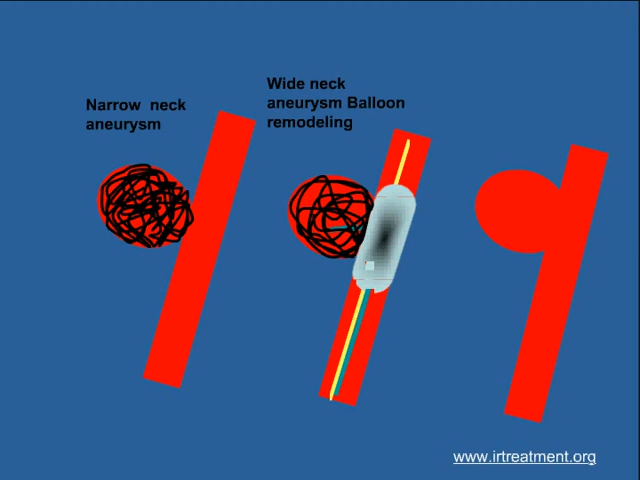 Narrow  neck
aneurysm
Wide neck
aneurysm Balloon
remodeling
www.irtreatment.org